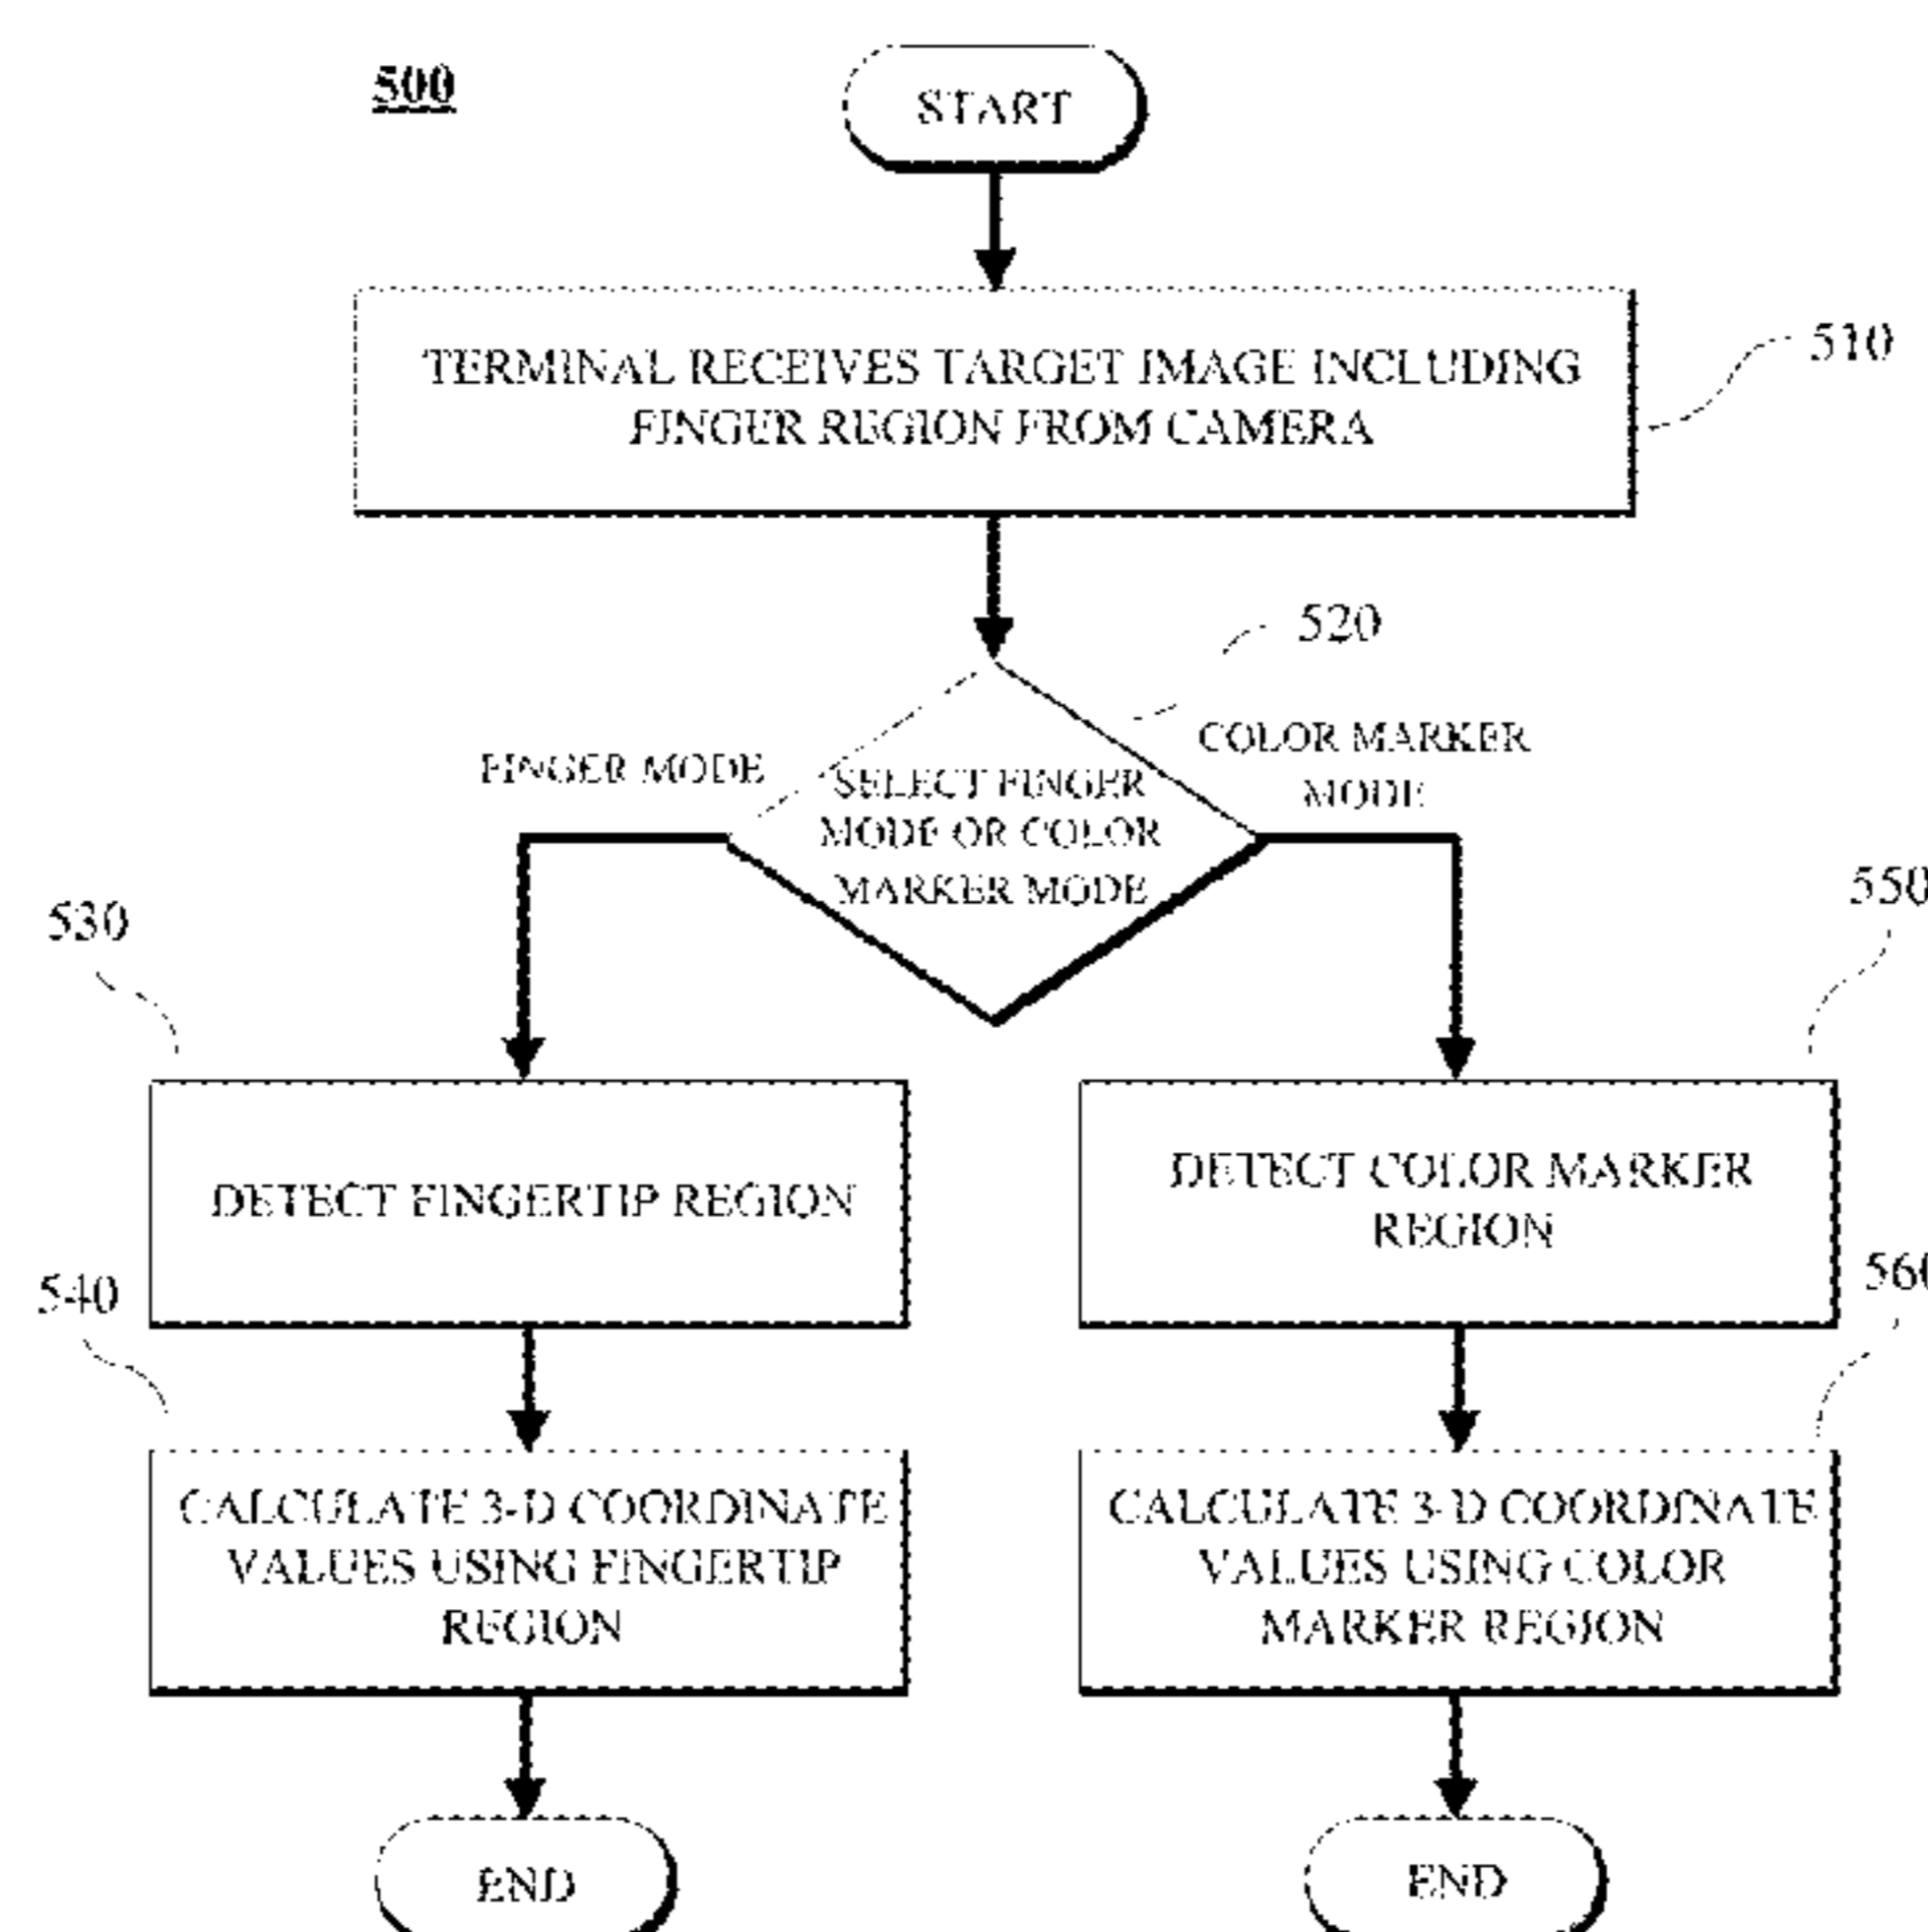 500
START
TERMINAL RECEIVES TARGET IMAGE INCLUDING
FINGER REGION FROM CAMERA
510
520
FINGER MODE
COLOR MARKER
MODE
SELECT FINGER
MODE OR COLOR
MARKER MODE
530
550
DETECT FINGERTIP REGION
DETECT COLOR MARKER
REGION
540
560
CALCULATE 3-D COORDINATE
VALUES USING FINGERTIP
REGION
CALCULATE 3-D COORDINATE
VALUES USING COLOR
MARKER REGION
END
END